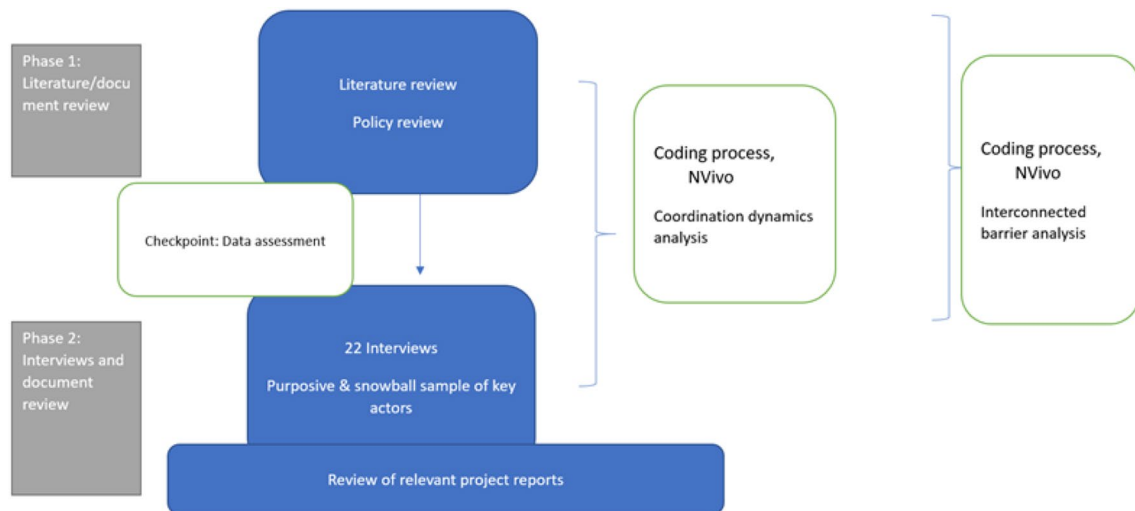 Phase 1:
Literature/docu
ment review
Literature review
Policy review
Checkpoint: Data assessment
Coding process,
NVivo
Coordination dynamics
analysis
Coding process,
NVivo
Interconnected
barrier analysis
Phase 2:
Interviews and
document
review
22 Interviews
Purposive & snowball sample of key
actors
Review of relevant project reports